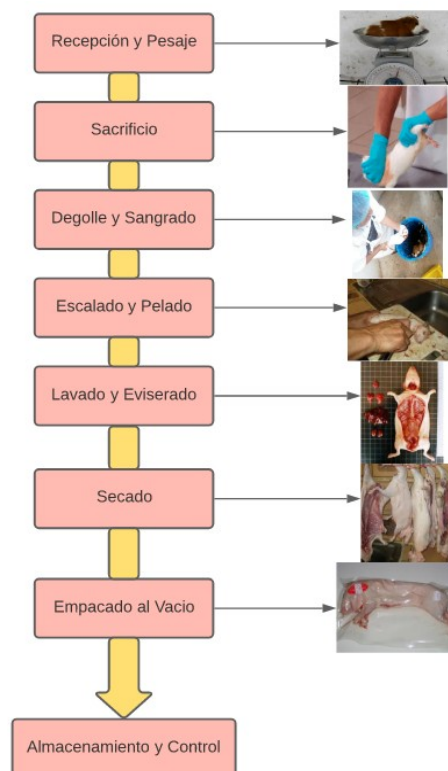 Recepción y Pesaje
Sacrificio
Degolle y Sangrado
Escalado y Pelado
Lavado y Eviserado
Secado
Empacado al Vacio
Almacenamiento y Control